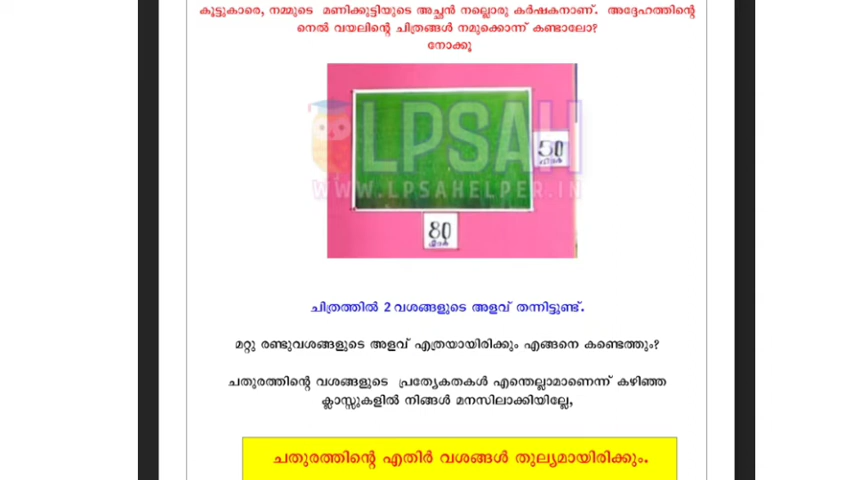 കൂട്ടുകാരെ, നമ്മുടെ മണിക്കുട്ടിയുടെ അച്ഛൻ നല്ലൊരു കർഷകനാണ്. അദ്ദേഹത്തിന്റെ
നെൽ വയലിന്റെ ചിത്രങ്ങൾ നമുക്കൊന്ന് കണ്ടാലോ?
നോക്കൂ
LPSAH
50
മീറ്റർ
WWW.LPSAHELPER.IN
80
മീറ്റർ
ചിത്രത്തിൽ 2 വശങ്ങളുടെ അളവ് തന്നിട്ടുണ്ട്.
മറ്റു രണ്ടുവശങ്ങളുടെ അളവ് എത്രയായിരിക്കും എങ്ങനെ കണ്ടെത്തും?
ചതുരത്തിന്റെ വശങ്ങളുടെ പ്രത്യേകതകൾ എന്തെല്ലാമാണെന്ന് കഴിഞ്ഞ
ക്ലാസ്സുകളിൽ നിങ്ങൾ മനസിലാക്കിയില്ലേ,
ചതുരത്തിന്റെ എതിർ വശങ്ങൾ തുല്യമായിരിക്കും.